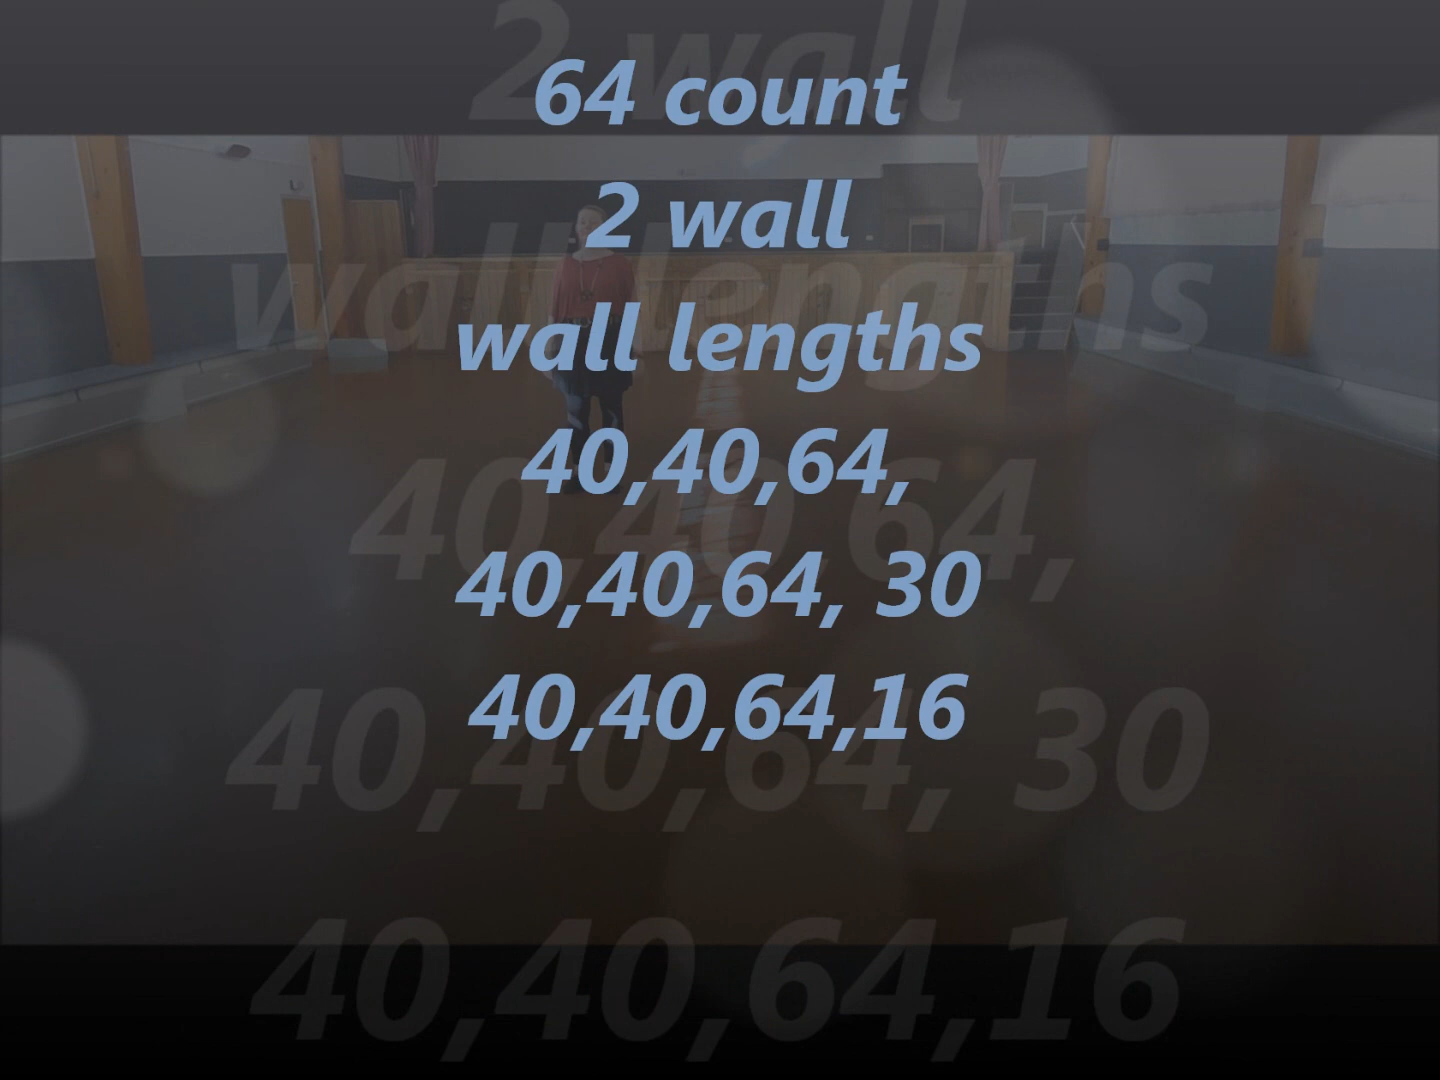 64 count
2 wall
wall lengths
40,40,64,
40,40,64, 30
40,40,64,16